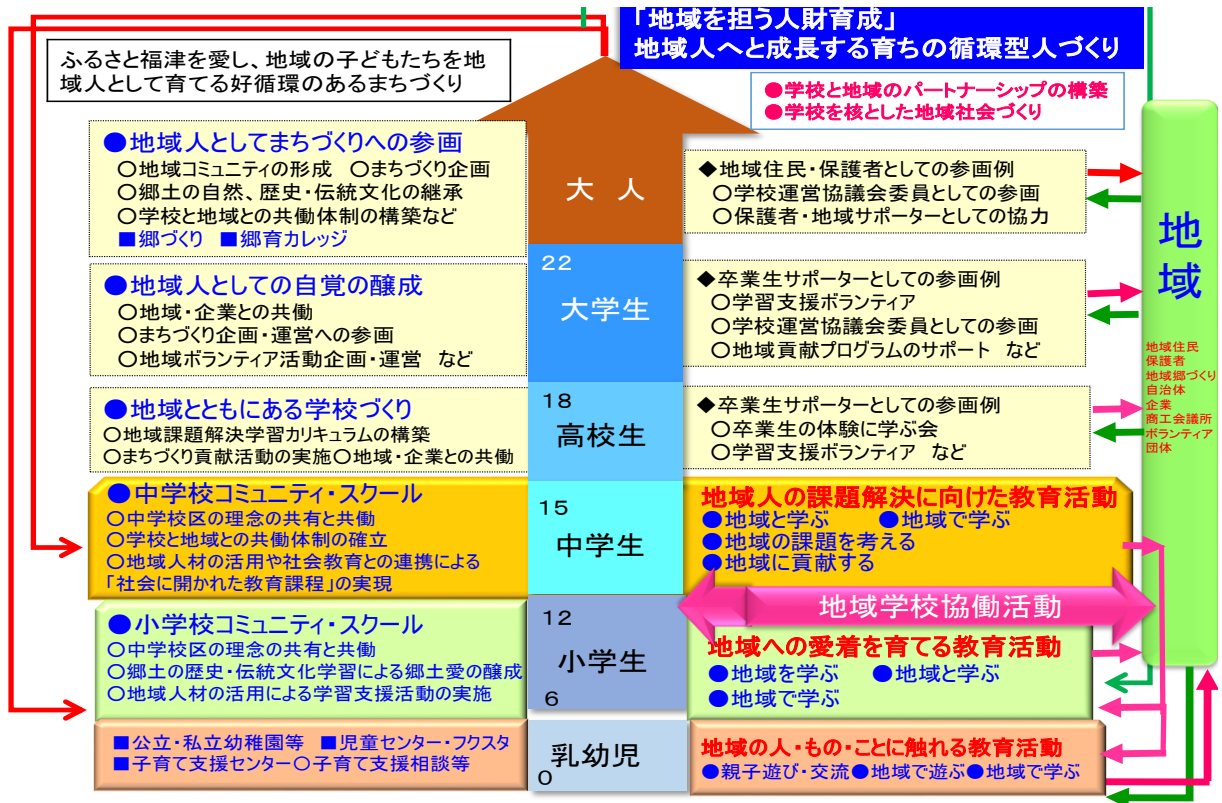 「地域を担う人財育成」
地域人へと成長する育ちの循環型人づくり
ふるさと福津を愛し、地域の子どもたちを地
域人として育てる好循環のあるまちづくり
●学校と地域のパートナーシップの構築
●学校を核とした地域社会づくり
●地域人としてまちづくりへの参画
○地域コミュニティの形成 ○まちづくり企画
○郷土の自然、歴史・伝統文化の継承
○学校と地域との共働体制の構築など
■郷づくり ■郷育カレッジ
大 人
◆地域住民・保護者としての参画例
○学校運営協議会委員としての参画
○保護者・地域サポーターとしての協力
●地域人としての自覚の醸成
○地域・企業との共働
○まちづくり企画・運営への参画
○地域ボランティア活動企画・運営 など
22
大学生
◆卒業生サポーターとしての参画例
○学習支援ボランティア
○学校運営協議会委員としての参画
○地域貢献プログラムのサポート など
●地域とともにある学校づくり
○地域課題解決学習カリキュラムの構築
○まちづくり貢献活動の実施○地域・企業との共働
18
高校生
◆卒業生サポーターとしての参画例
○卒業生の体験に学ぶ会
○学習支援ボランティア など
●中学校コミュニティ・スクール
○中学校区の理念の共有と共働
○学校と地域との共働体制の確立
○地域人材の活用や社会教育との連携による
「社会に開かれた教育課程」の実現
15
中学生
地域人の課題解決に向けた教育活動
●地域と学ぶ ●地域で学ぶ
●地域の課題を考える
●地域に貢献する
地域学校協働活動
●小学校コミュニティ・スクール
○中学校区の理念の共有と共働
○郷土の歴史・伝統文化学習による郷土愛の醸成
○地域人材の活用による学習支援活動の実施
12
小学生
6
地域への愛着を育てる教育活動
●地域を学ぶ ●地域と学ぶ
●地域で学ぶ
■公立・私立幼稚園等 ■児童センター・フクスタ
■子育て支援センター○子育て支援相談等
乳幼児
0
地域の人・もの・ことに触れる教育活動
●親子遊び・交流●地域で遊ぶ●地域で学ぶ
地
域
地域住民
保護者
地域郷づくり
自治体
企業
商工会議所
ボランティア
団体